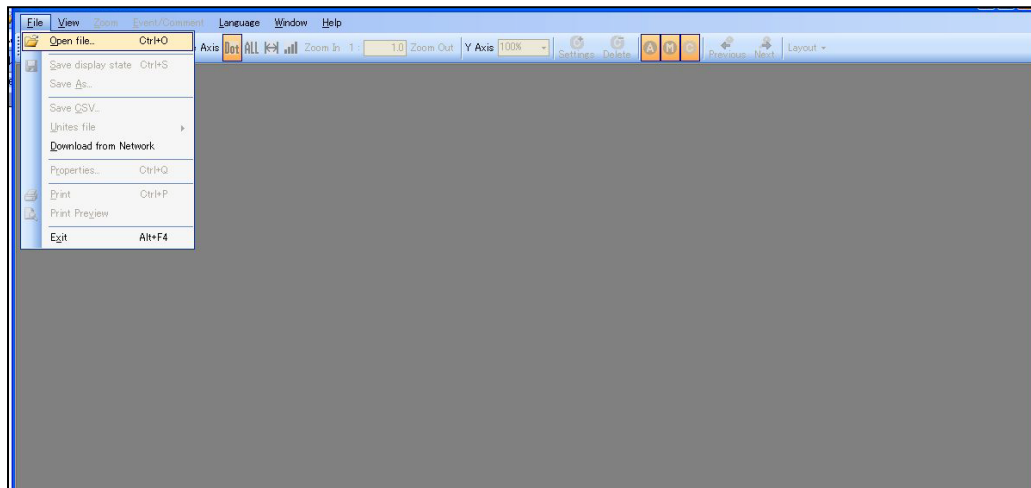 File View Zoom Event/Comment Language Window Help
Axis Dot ALL Zoom In 1 : 1.0 Zoom Out Y Axis 100% Settings Delete A M C Previous Next Layout
Open file... Ctrl+O
Save display state Ctrl+S
Save As...
Save CSV...
Unites file
Download from Network
Properties... Ctrl+Q
Print Ctrl+P
Print Preview
Exit Alt+F4